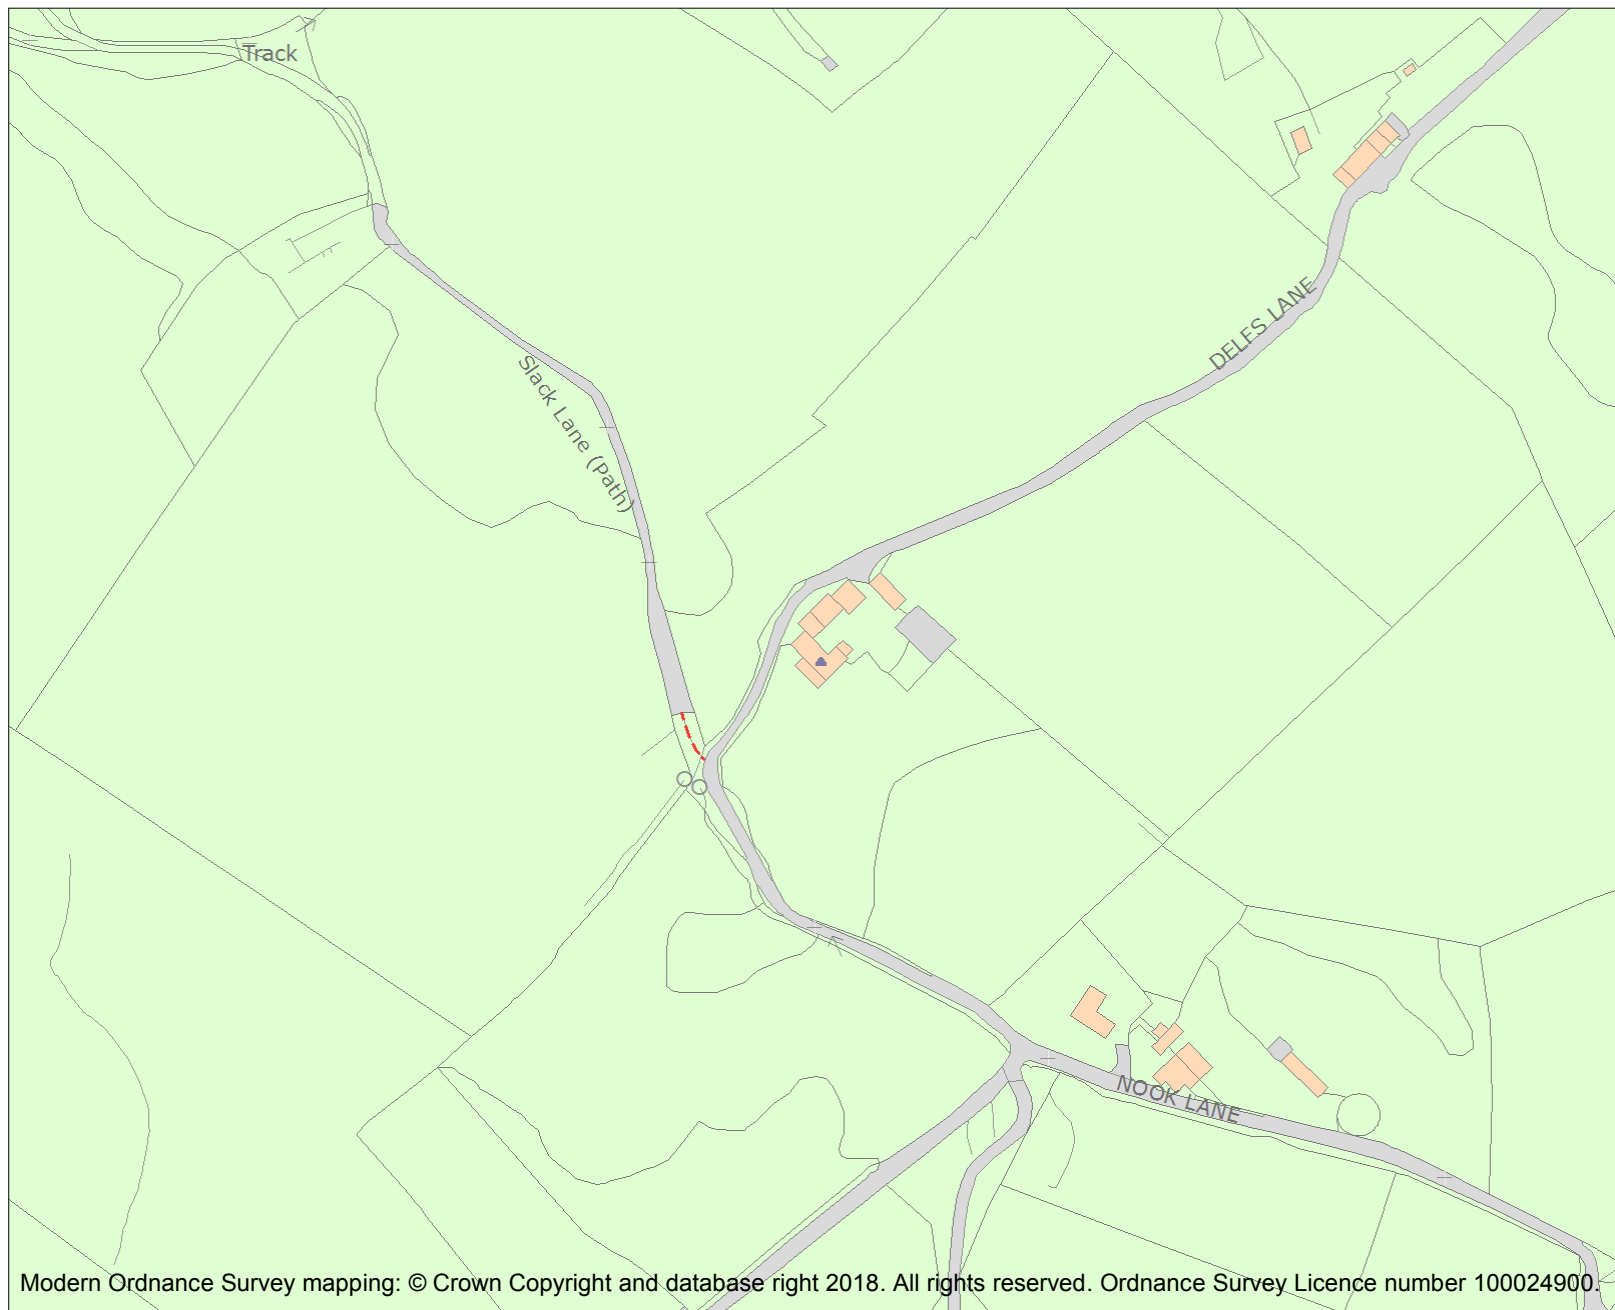 Track
DELFS LANE
Slack Lane (Path)
NOOK LANE
Modern Ordnance Survey mapping: © Crown Copyright and database right 2018. All rights reserved. Ordnance Survey Licence number 100024900.